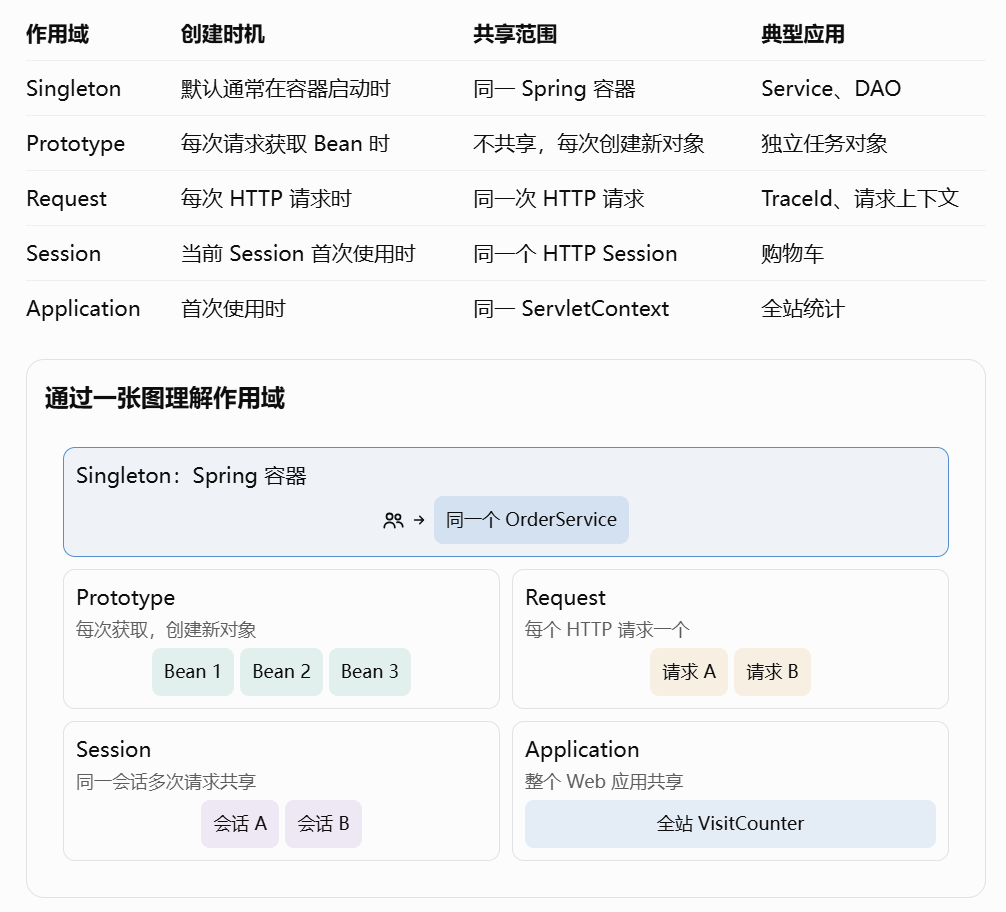 作用域 创建时机 共享范围 典型应用
Singleton 默认通常在容器启动时 同一 Spring 容器 Service、DAO
Prototype 每次请求获取 Bean 时 不共享，每次创建新对象 独立任务对象
Request 每次 HTTP 请求时 同一次 HTTP 请求 TraceId、请求上下文
Session 当前 Session 首次使用时 同一个 HTTP Session 购物车
Application 首次使用时 同一 ServletContext 全站统计
通过一张图理解作用域
Singleton：Spring 容器
→ 同一个 OrderService
Prototype
每次获取，创建新对象
Bean 1 Bean 2 Bean 3
Request
每个 HTTP 请求一个
请求 A 请求 B
Session
同一会话多次请求共享
会话 A 会话 B
Application
整个 Web 应用共享
全站 VisitCounter